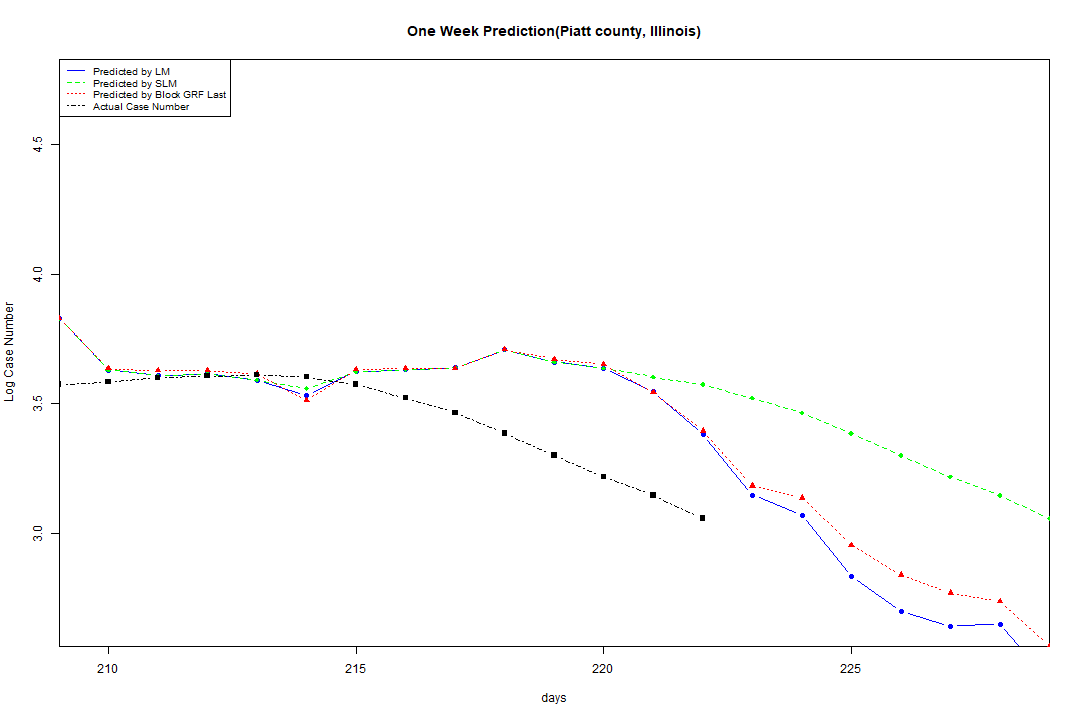 One Week Prediction(Piatt county, Illinois)
Predicted by LM
Predicted by SLM
Predicted by Block GRF Last
Actual Case Number
4.5
4.0
3.5
3.0
Log Case Number
210
215
220
225
days